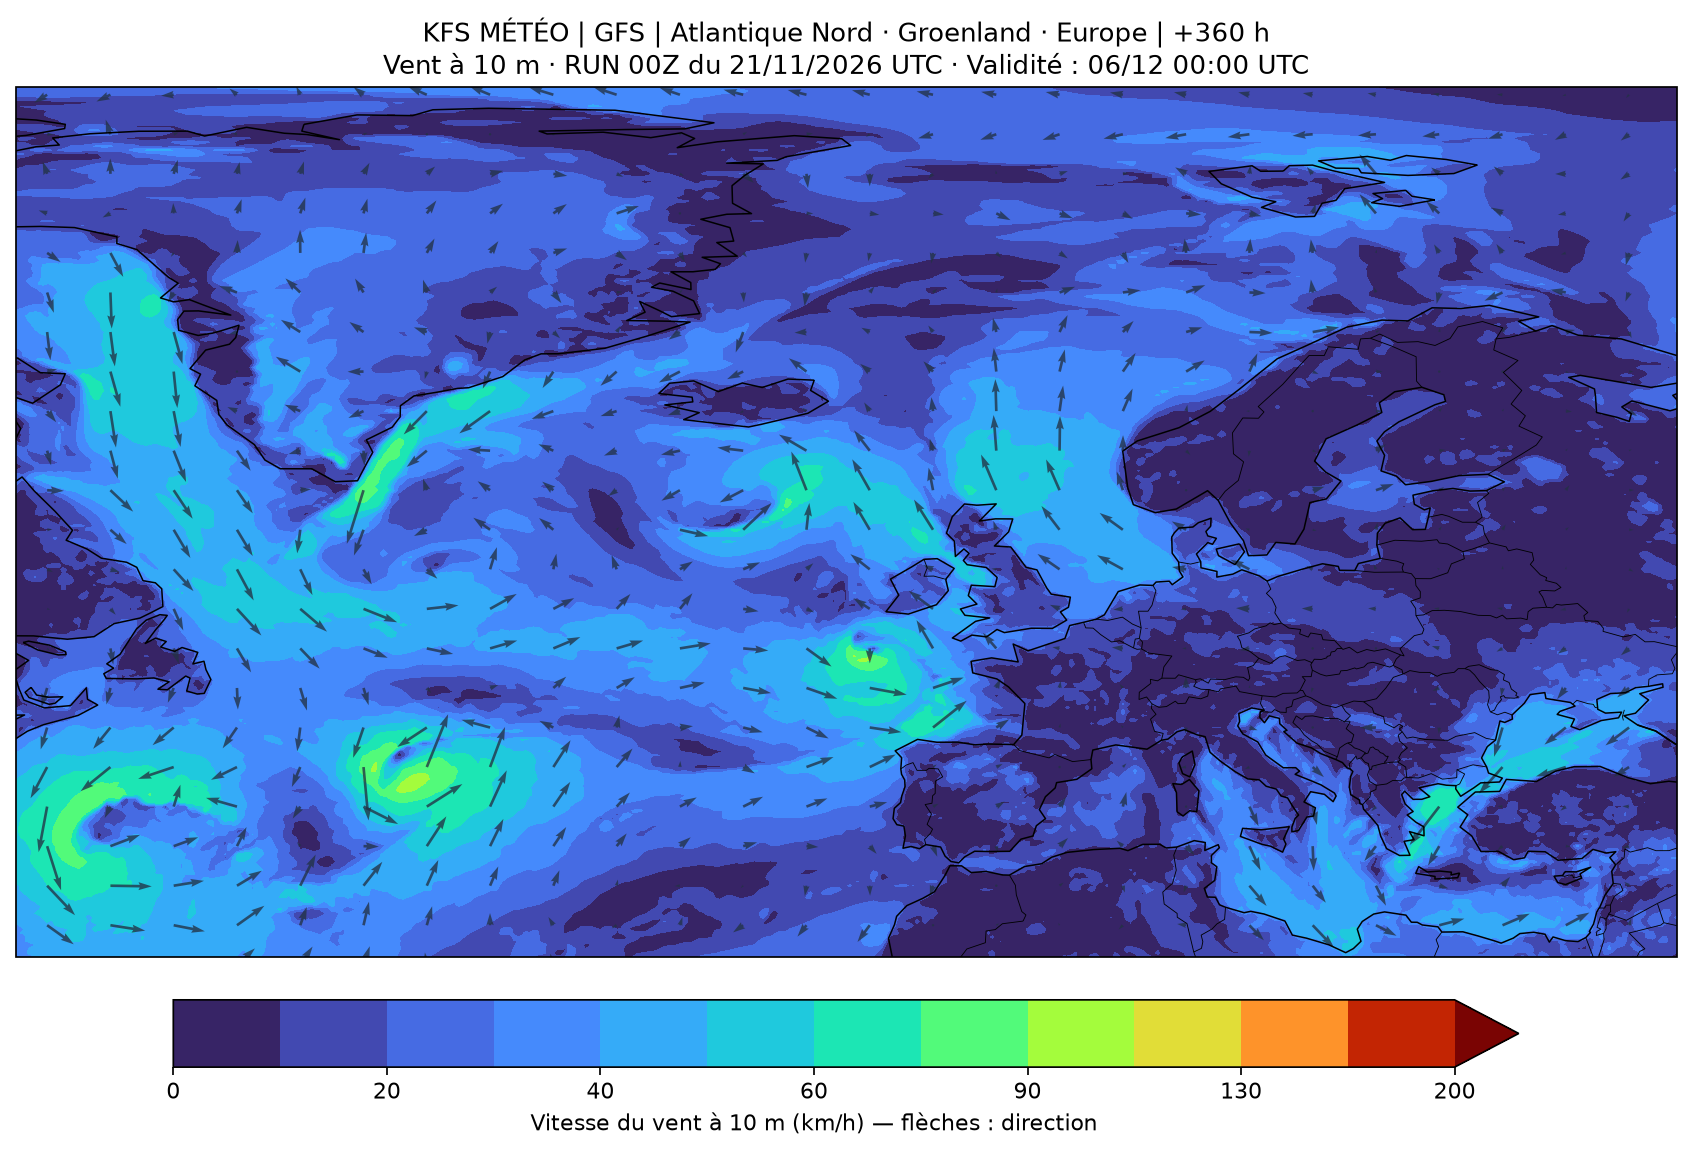 KFS MÉTÉO | GFS | Atlantique Nord · Groenland · Europe | +360 h
Vent à 10 m · RUN 00Z du 21/11/2026 UTC · Validité : 06/12 00:00 UTC
0 20 40 60 90 130 200
Vitesse du vent à 10 m (km/h) — flèches : direction